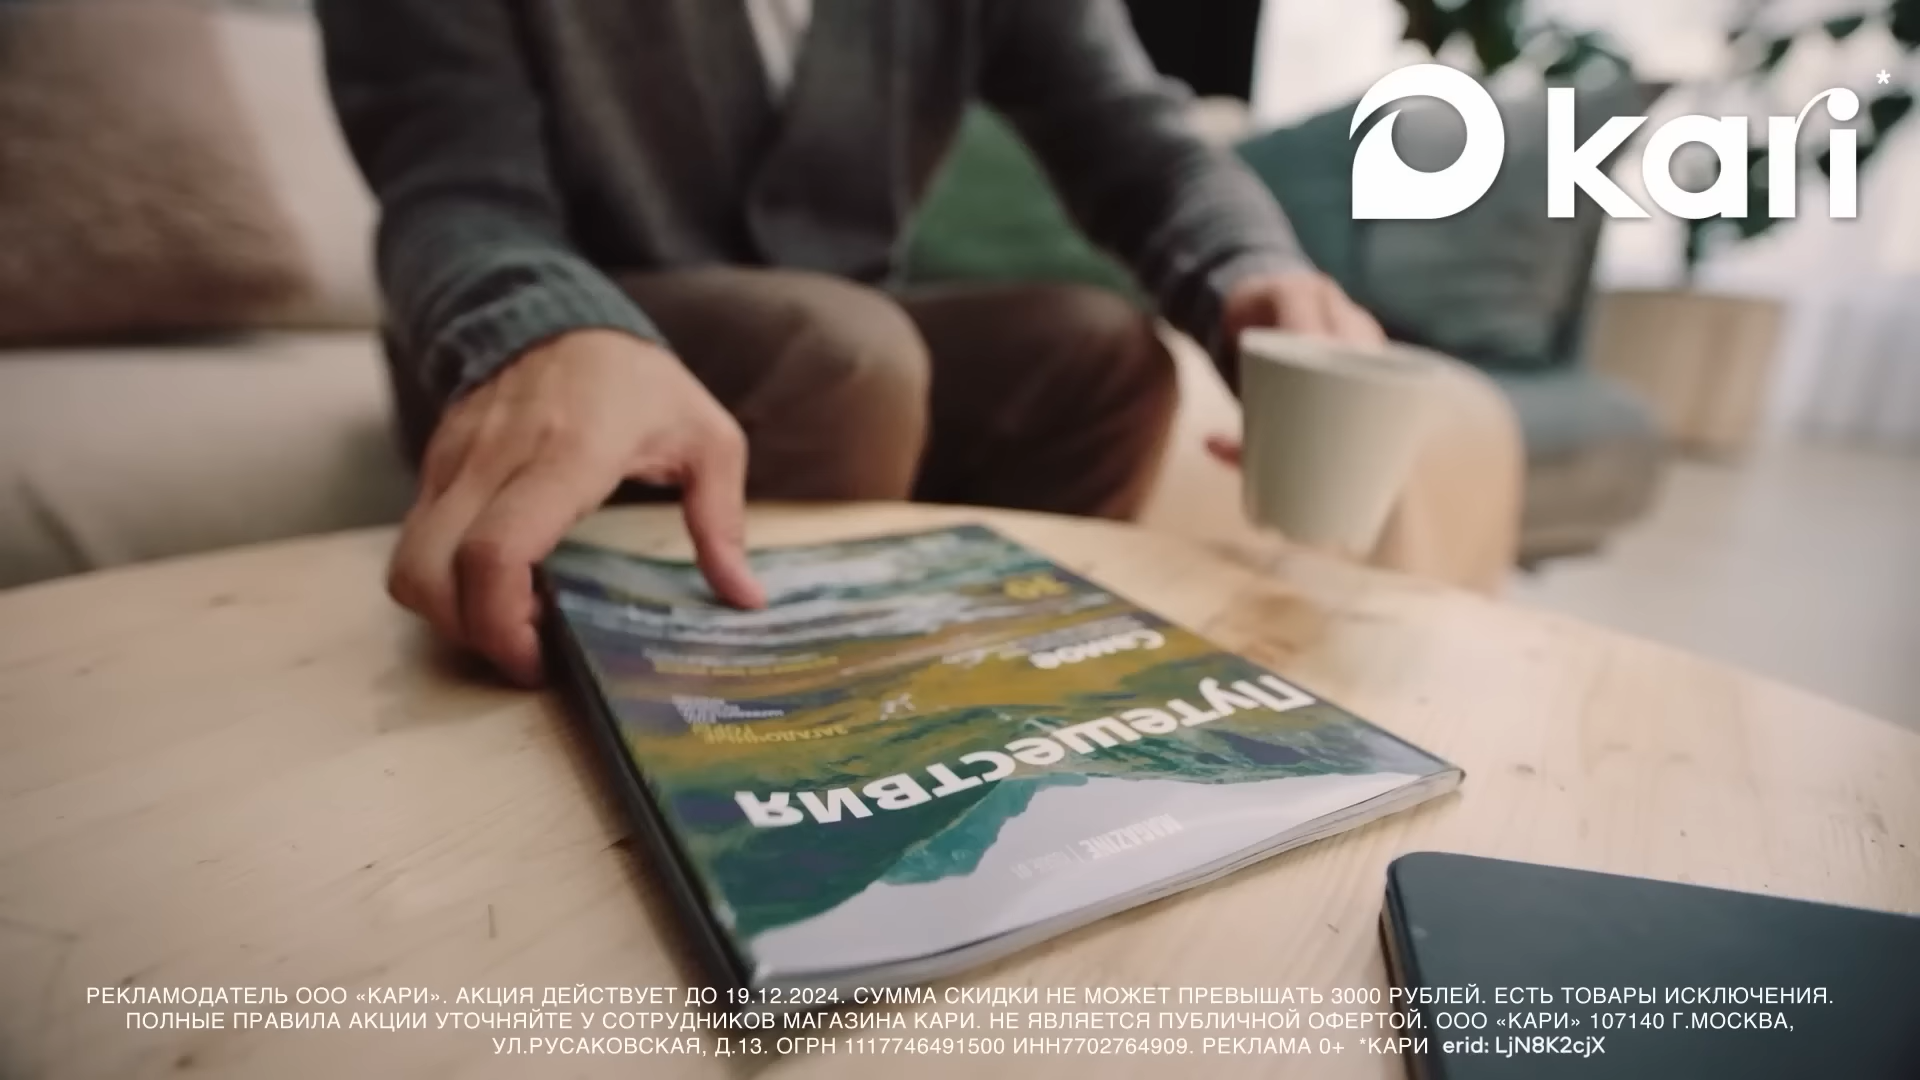 kari*
30
Самое
Путешествия
MAGAZINE
ЗАГАДОЧНЫЕ
РЕКЛАМОДАТЕЛЬ ООО «КАРИ». АКЦИЯ ДЕЙСТВУЕТ ДО 19.12.2024. СУММА СКИДКИ НЕ МОЖЕТ ПРЕВЫШАТЬ 3000 РУБЛЕЙ. ЕСТЬ ТОВАРЫ ИСКЛЮЧЕНИЯ.
ПОЛНЫЕ ПРАВИЛА АКЦИИ УТОЧНЯЙТЕ У СОТРУДНИКОВ МАГАЗИНА КАРИ. НЕ ЯВЛЯЕТСЯ ПУБЛИЧНОЙ ОФЕРТОЙ. ООО «КАРИ» 107140 Г.МОСКВА,
УЛ.РУСАКОВСКАЯ, Д.13. ОГРН 1117746491500 ИНН7702764909. РЕКЛАМА 0+ *КАРИ erid: LjN8K2cjX